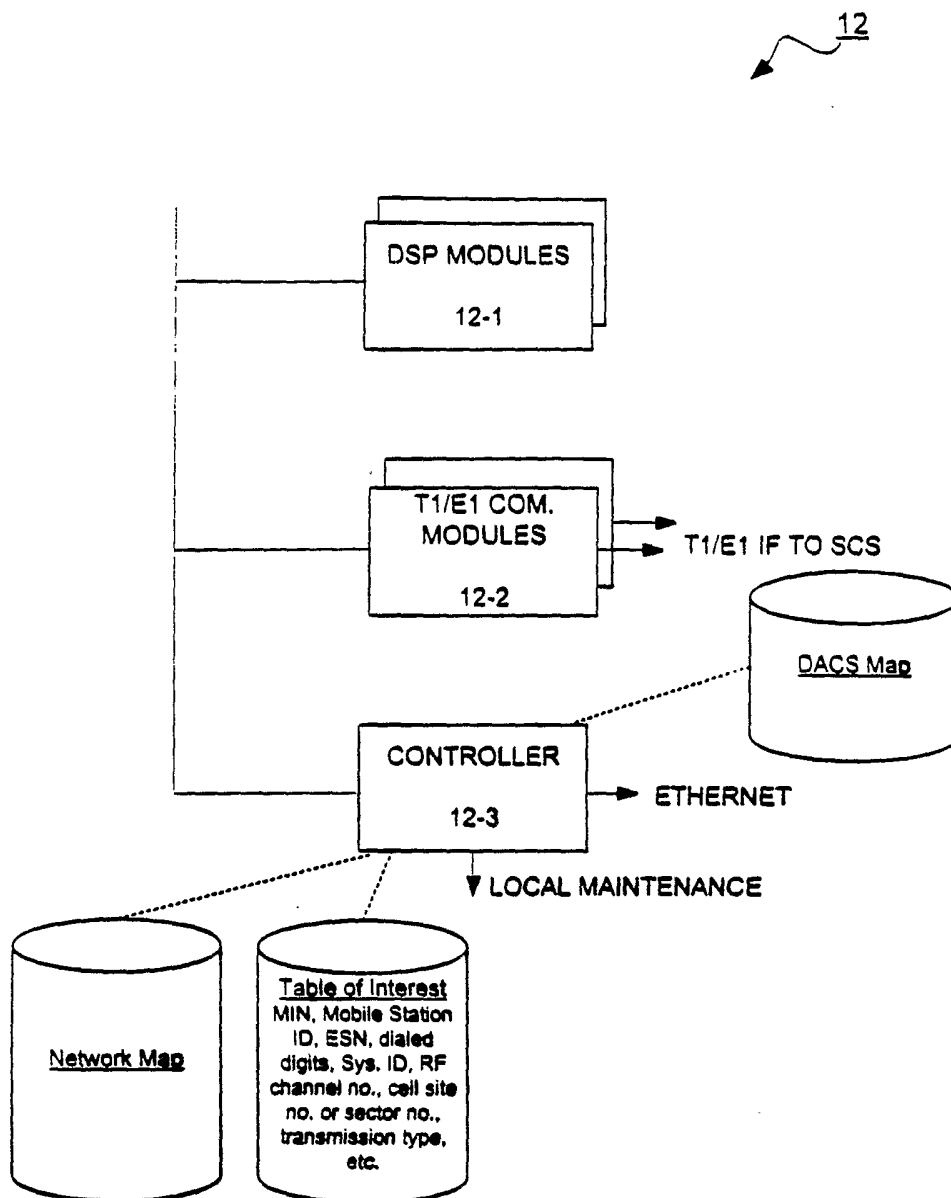 12
DSP MODULES
12-1
T1/E1 COM.
MODULES
12-2
T1/E1 IF TO SCS
DACS Map
CONTROLLER
12-3
ETHERNET
LOCAL MAINTENANCE
Network Map
Table of Interest
MIN, Mobile Station
ID, ESN, dialed
digits, Sys. ID, RF
channel no., cell site
no. or sector no.,
transmission type,
etc.